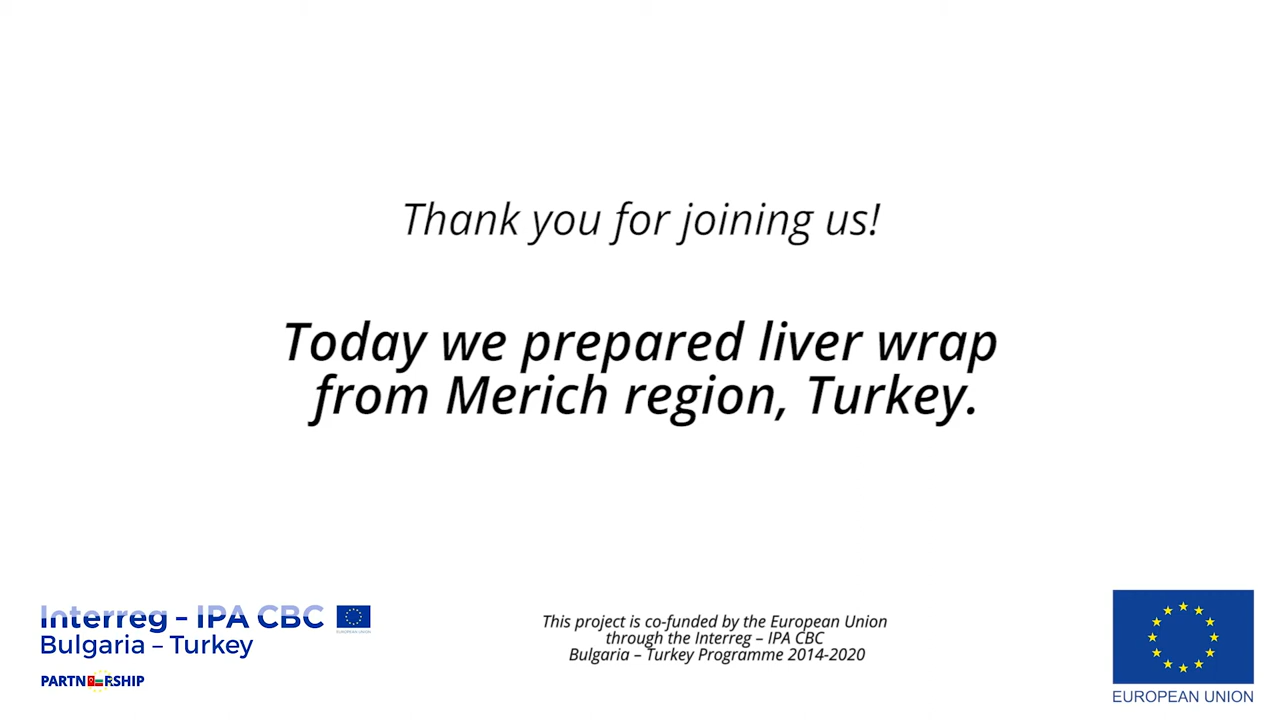 Thank you for joining us!
Today we prepared liver wrap
from Merich region, Turkey.
Interreg - IPA CBC
EUROPEAN UNION
Bulgaria – Turkey
This project is co-funded by the European Union
through the Interreg – IPA CBC
Bulgaria – Turkey Programme 2014-2020
EUROPEAN UNION